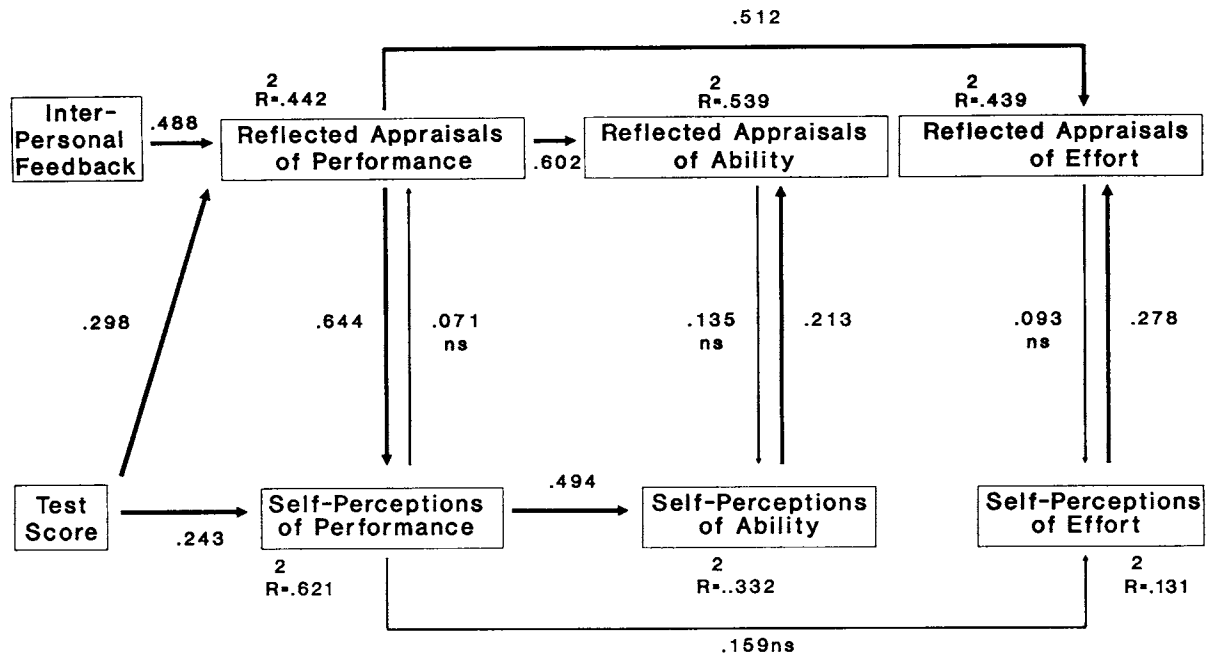 .512
2
R=.442
2
R=.539
2
R=.439
Inter-
Personal
Feedback
.488
Reflected Appraisals
of Performance
.602
Reflected Appraisals
of Ability
Reflected Appraisals
of Effort
.298
.644
.071
ns
.135
ns
.213
.093
ns
.278
Test
Score
.243
Self-Perceptions
of Performance
.494
Self-Perceptions
of Ability
Self-Perceptions
of Effort
2
R=.621
2
R=..332
2
R=.131
.159ns